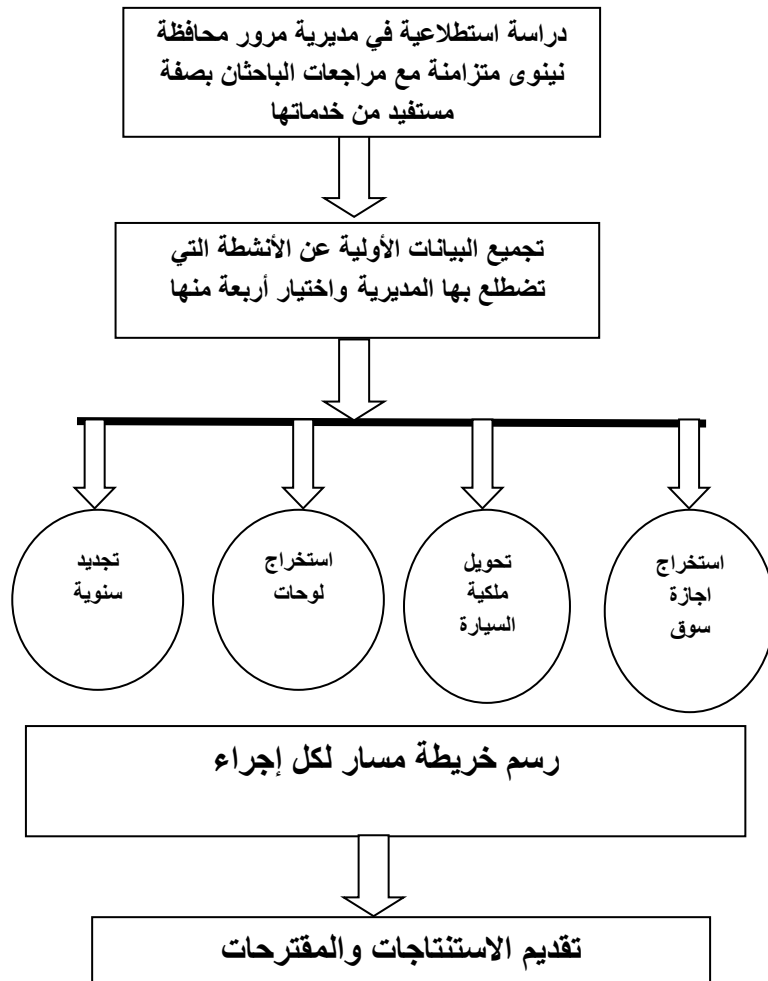 دراسة استطلاعية في مديرية مرور محافظة
نينوى متزامنة مع مراجعات الباحثان بصفة
مستفيد من خدماتها
تجميع البيانات الأولية عن الأنشطة التي
تضطلع بها المديرية واختيار أربعة منها
استخراج
اجازة
سوق
تحويل
ملكية
السيارة
استخراج
لوحات
تجديد
سنوية
رسم خريطة مسار لكل إجراء
تقديم الاستنتاجات والمقترحات